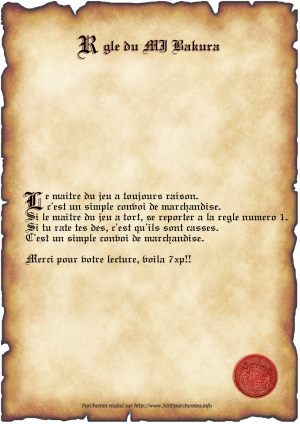 R gle du MJ Bakura
Le maitre du jeu a toujours raison.
c'est un simple convoi de marchandise.
Si le maitre du jeu a tort, se reporter a la regle numero 1.
Si tu rate tes des, c'est qu'ils sont casses.
C'est un simple convoi de marchandise.
Merci pour votre lecture, voila 7xp!!
Parchemin réalisé sur http://www.5000parchemins.info